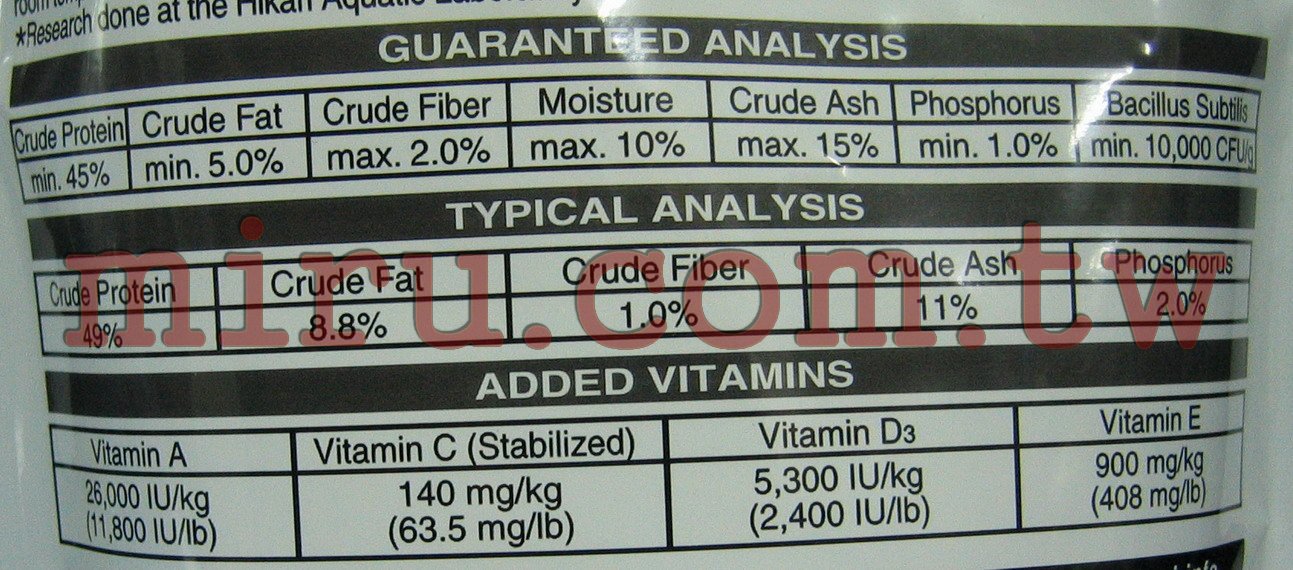 *Research done at the Hikari Aquatic
GUARANTEED ANALYSIS
Crude Protein Crude Fat Crude Fiber Moisture Crude Ash Phosphorus Bacillus Subtilis
min. 45% min. 5.0% max. 2.0% max. 10% max. 15% min. 1.0% min. 10,000 CFU/g
TYPICAL ANALYSIS
Crude Protein Crude Fat Crude Fiber Crude Ash Phosphorus
49% 8.8% 1.0% 11% 2.0%
miru.com.tw
ADDED VITAMINS
Vitamin A Vitamin C (Stabilized) Vitamin D3 Vitamin E
26,000 IU/kg 140 mg/kg 5,300 IU/kg 900 mg/kg
(11,800 IU/lb) (63.5 mg/lb) (2,400 IU/lb) (408 mg/lb)